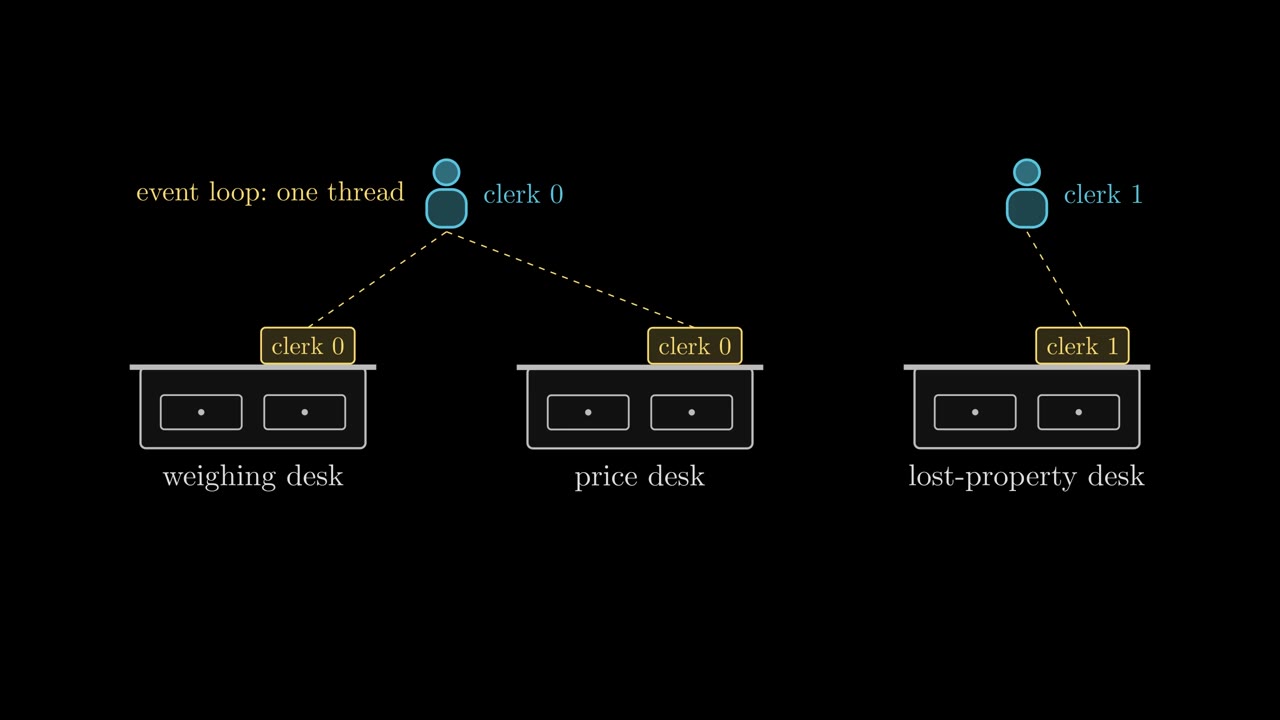 event loop: one thread
clerk 0
clerk 1
clerk 0
clerk 0
clerk 1
weighing desk
price desk
lost-property desk